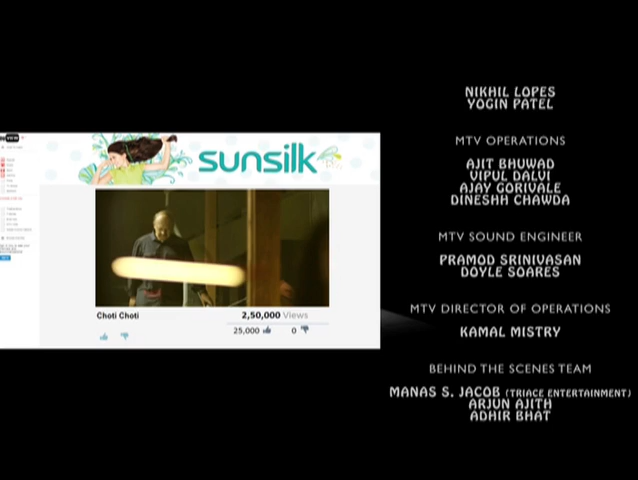 sunsilk
Choti Choti
2,50,000 Views
25,000
0
NIKHIL LOPES
YOGIN PATEL
MTV OPERATIONS
AJIT BHUWAD
VIPUL DALVI
AJAY GORIVALE
DINESHH CHAWDA
MTV SOUND ENGINEER
PRAMOD SRINIVASAN
DOYLE SOARES
MTV DIRECTOR OF OPERATIONS
KAMAL MISTRY
BEHIND THE SCENES TEAM
MANAS S. JACOB (TRIACE ENTERTAINMENT)
ARJUN AJITH
ADHIR BHAT